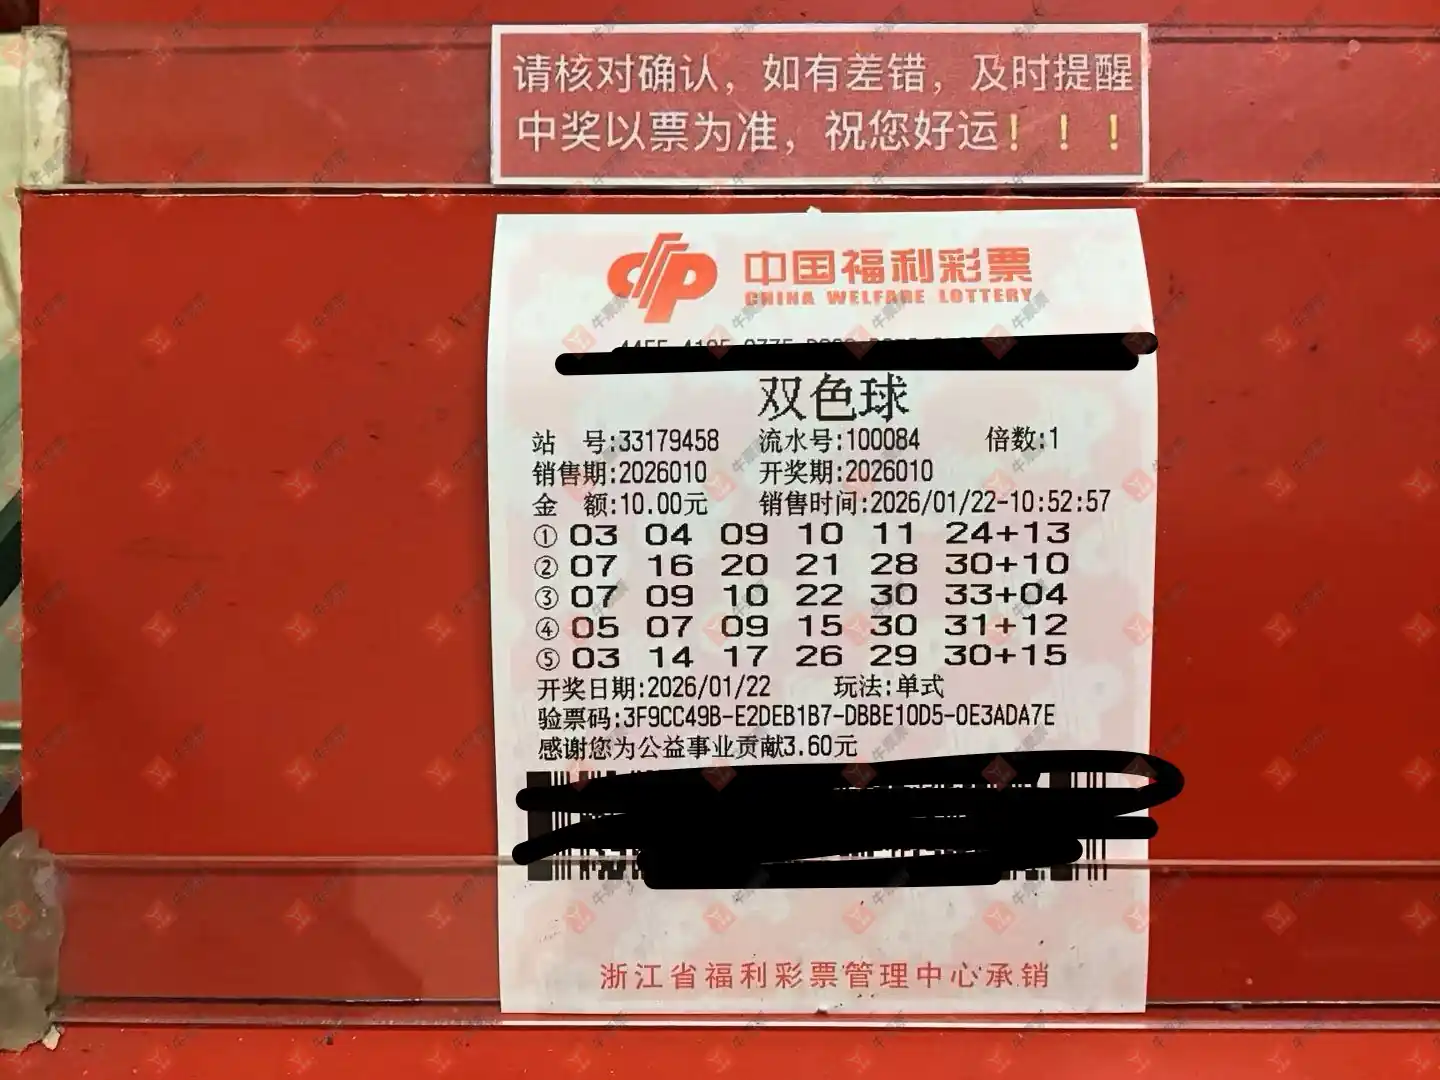 请核对确认，如有差错，及时提醒
中奖以票为准，祝您好运！！！
中国福利彩票
CHINA WELFARE LOTTERY
双色球
站 号:33179458 流水号:100084 倍数:1
销售期:2026010 开奖期:2026010
金 额:10.00元 销售时间:2026/01/22-10:52:57
① 03 04 09 10 11 24+13
② 07 16 20 21 28 30+10
③ 07 09 10 22 30 33+04
④ 05 07 09 15 30 31+12
⑤ 03 14 17 26 29 30+15
开奖日期:2026/01/22 玩法:单式
验票码:3F9CC49B-E2DEB1B7-DBBE10D5-0E3ADA7E
感谢您为公益事业贡献3.60元
浙江省福利彩票管理中心承销